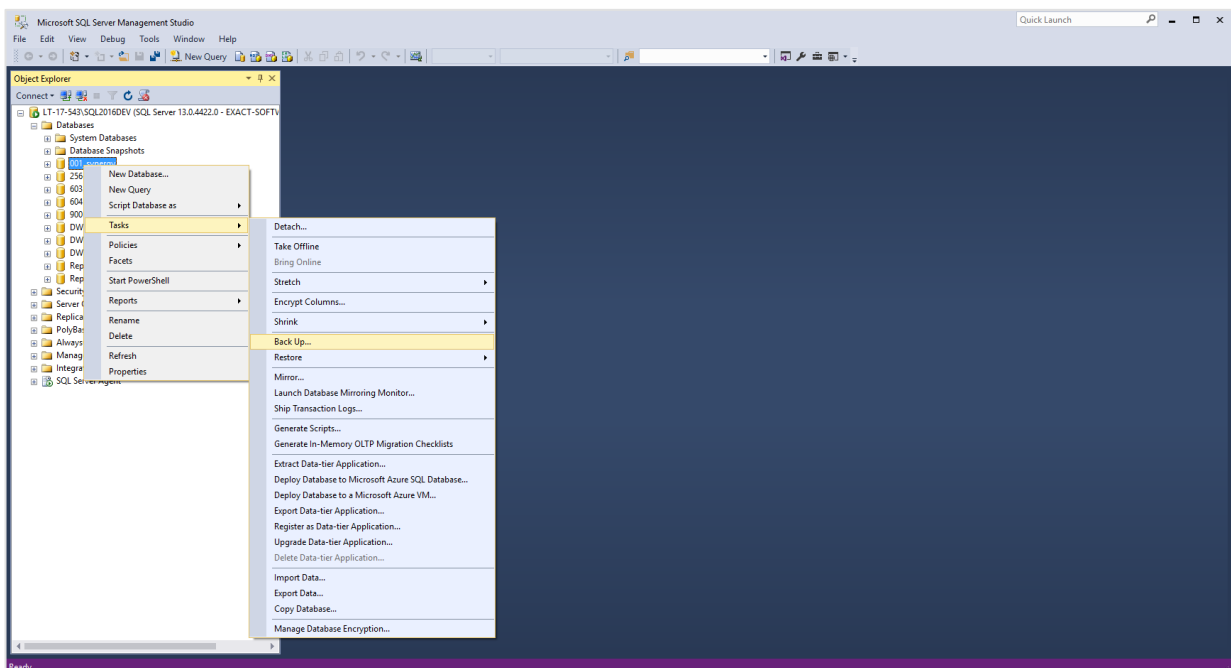 Microsoft SQL Server Management Studio
Quick Launch
File Edit View Debug Tools Window Help
New Query
Object Explorer
Connect
LT-17-543\SQL2016DEV (SQL Server 13.0.4422.0 - EXACT-SOFTW
Databases
System Databases
Database Snapshots
001_synergy
256
603
604
900
DW
DW
DW
Rep
Rep
Security
Server
Replica
PolyBas
Always
Manag
Integra
SQL Server Agent
New Database...
New Query
Script Database as
Tasks
Policies
Facets
Start PowerShell
Reports
Rename
Delete
Refresh
Properties
Detach...
Take Offline
Bring Online
Stretch
Encrypt Columns...
Shrink
Back Up...
Restore
Mirror...
Launch Database Mirroring Monitor...
Ship Transaction Logs...
Generate Scripts...
Generate In-Memory OLTP Migration Checklists
Extract Data-tier Application...
Deploy Database to Microsoft Azure SQL Database...
Deploy Database to a Microsoft Azure VM...
Export Data-tier Application...
Register as Data-tier Application...
Upgrade Data-tier Application...
Delete Data-tier Application...
Import Data...
Export Data...
Copy Database...
Manage Database Encryption...
Ready